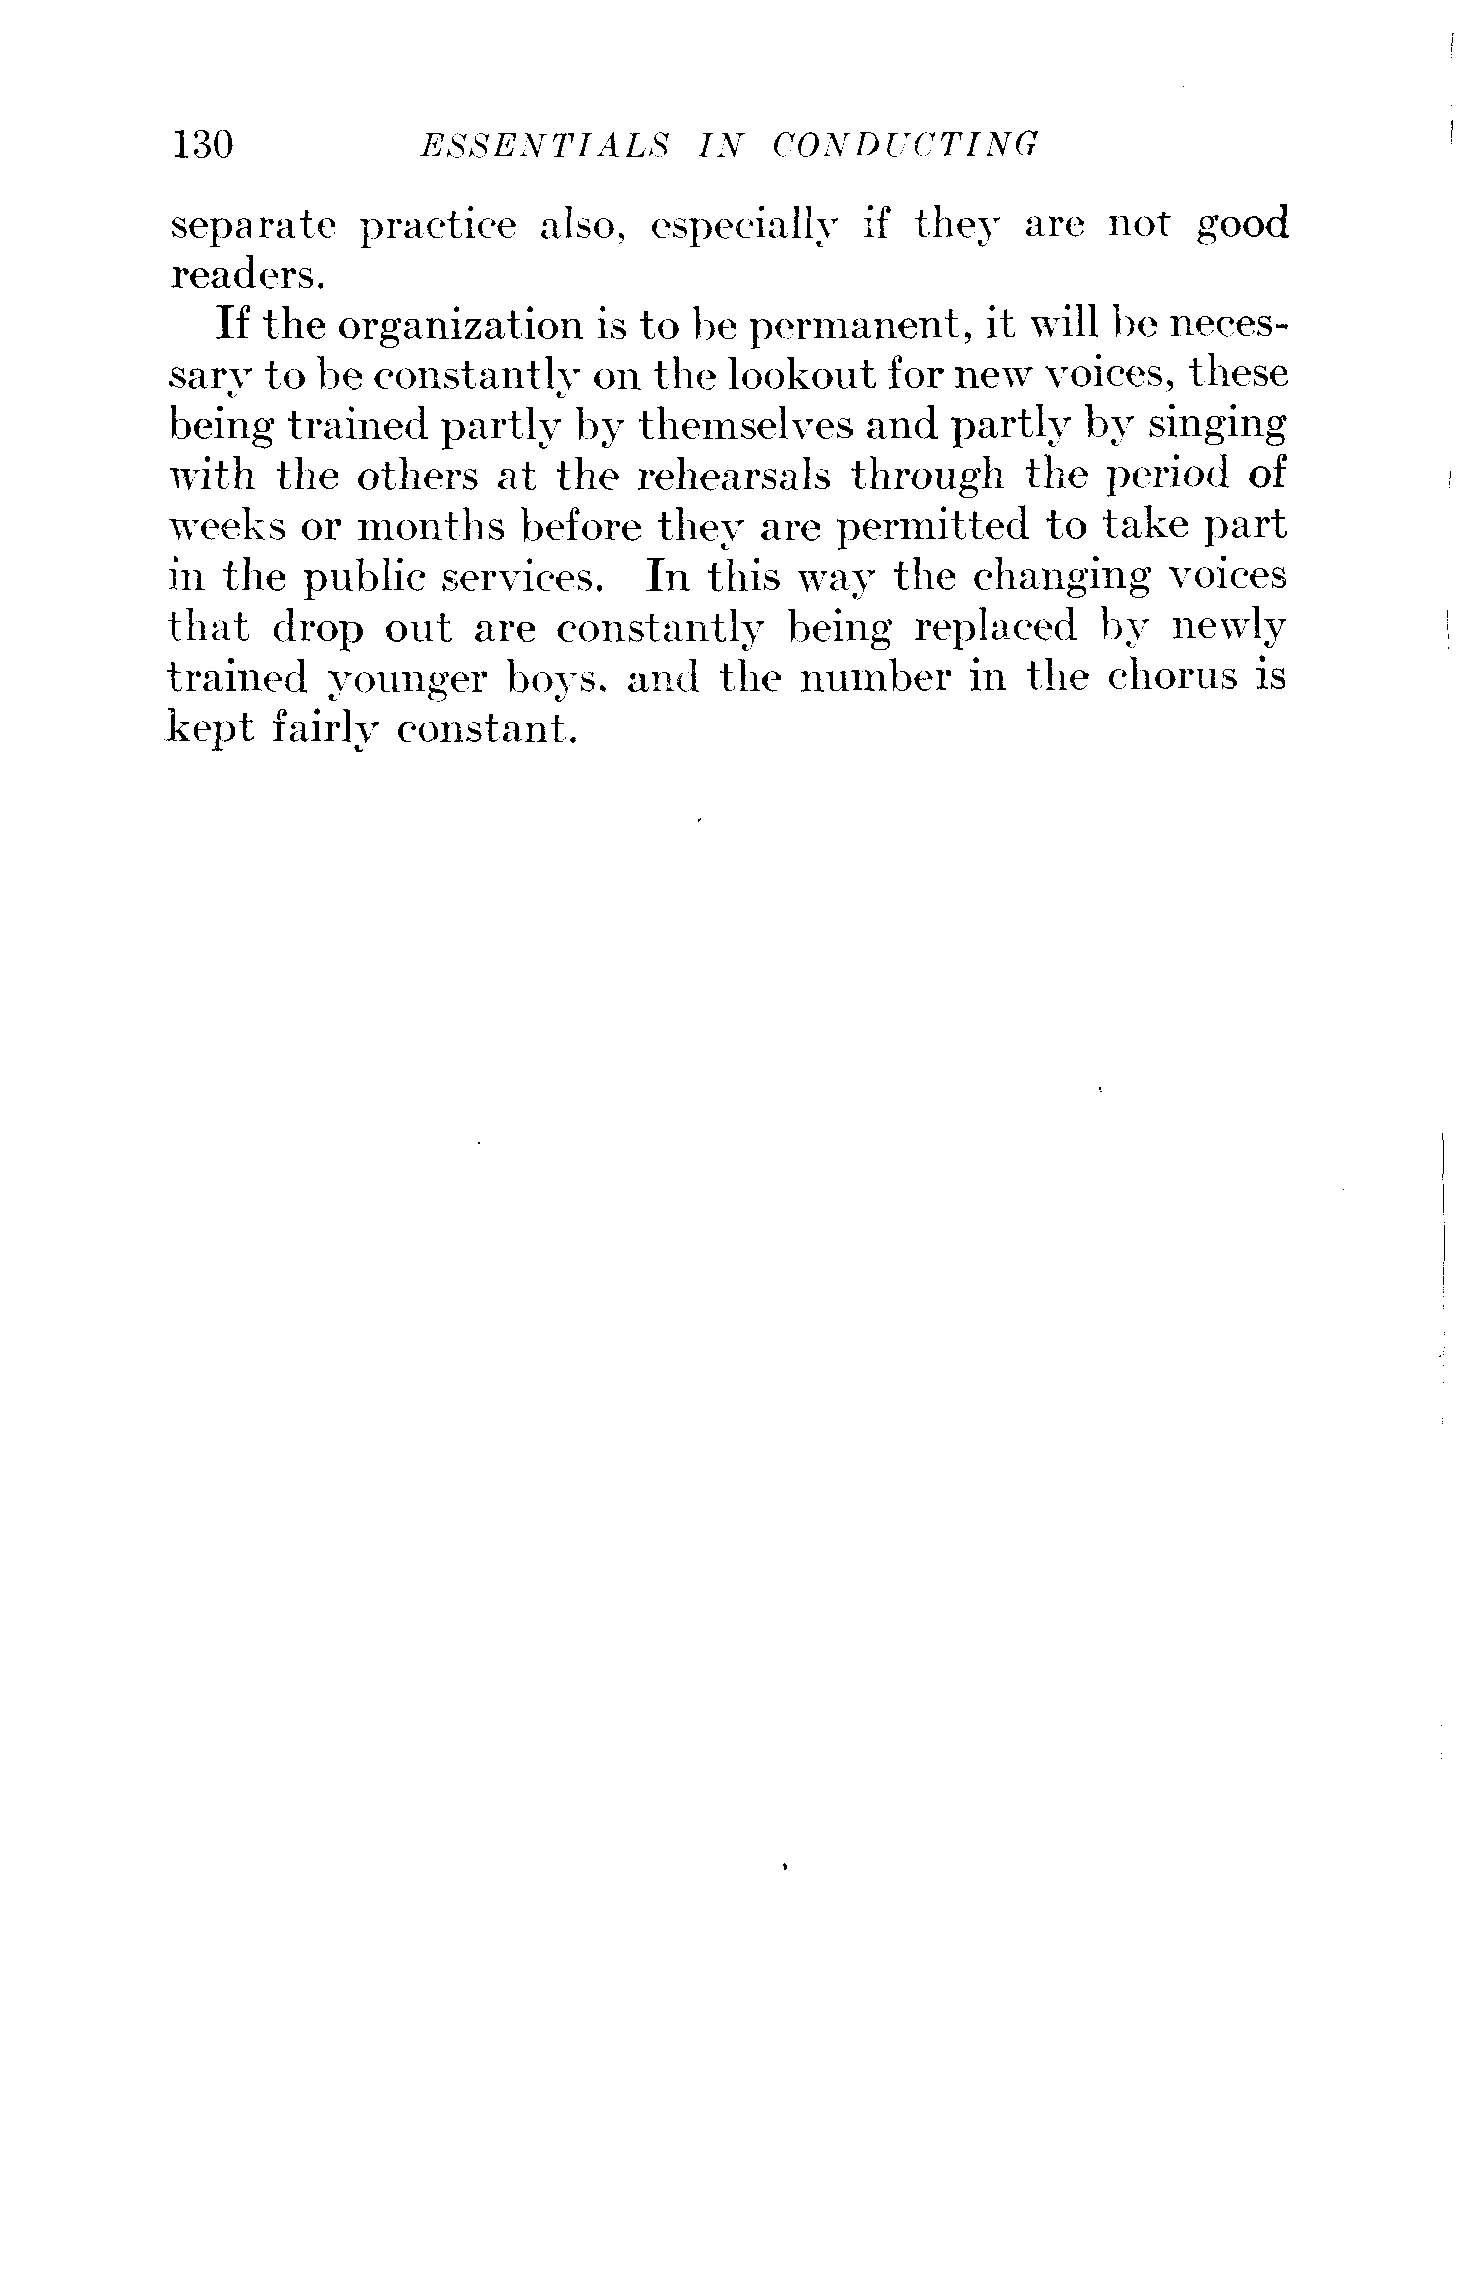 130 ESSENTIALS IN CONDUCTING
separate practice also, especially if they are not good
readers.
If the organization is to be permanent, it will be neces-
sary to be constantly on the lookout for new voices, these
being trained partly by themselves and partly by singing
with the others at the rehearsals through the period of
weeks or months before they are permitted to take part
in the public services. In this way the changing voices
that drop out are constantly being replaced by newly
trained younger boys, and the number in the chorus is
kept fairly constant.